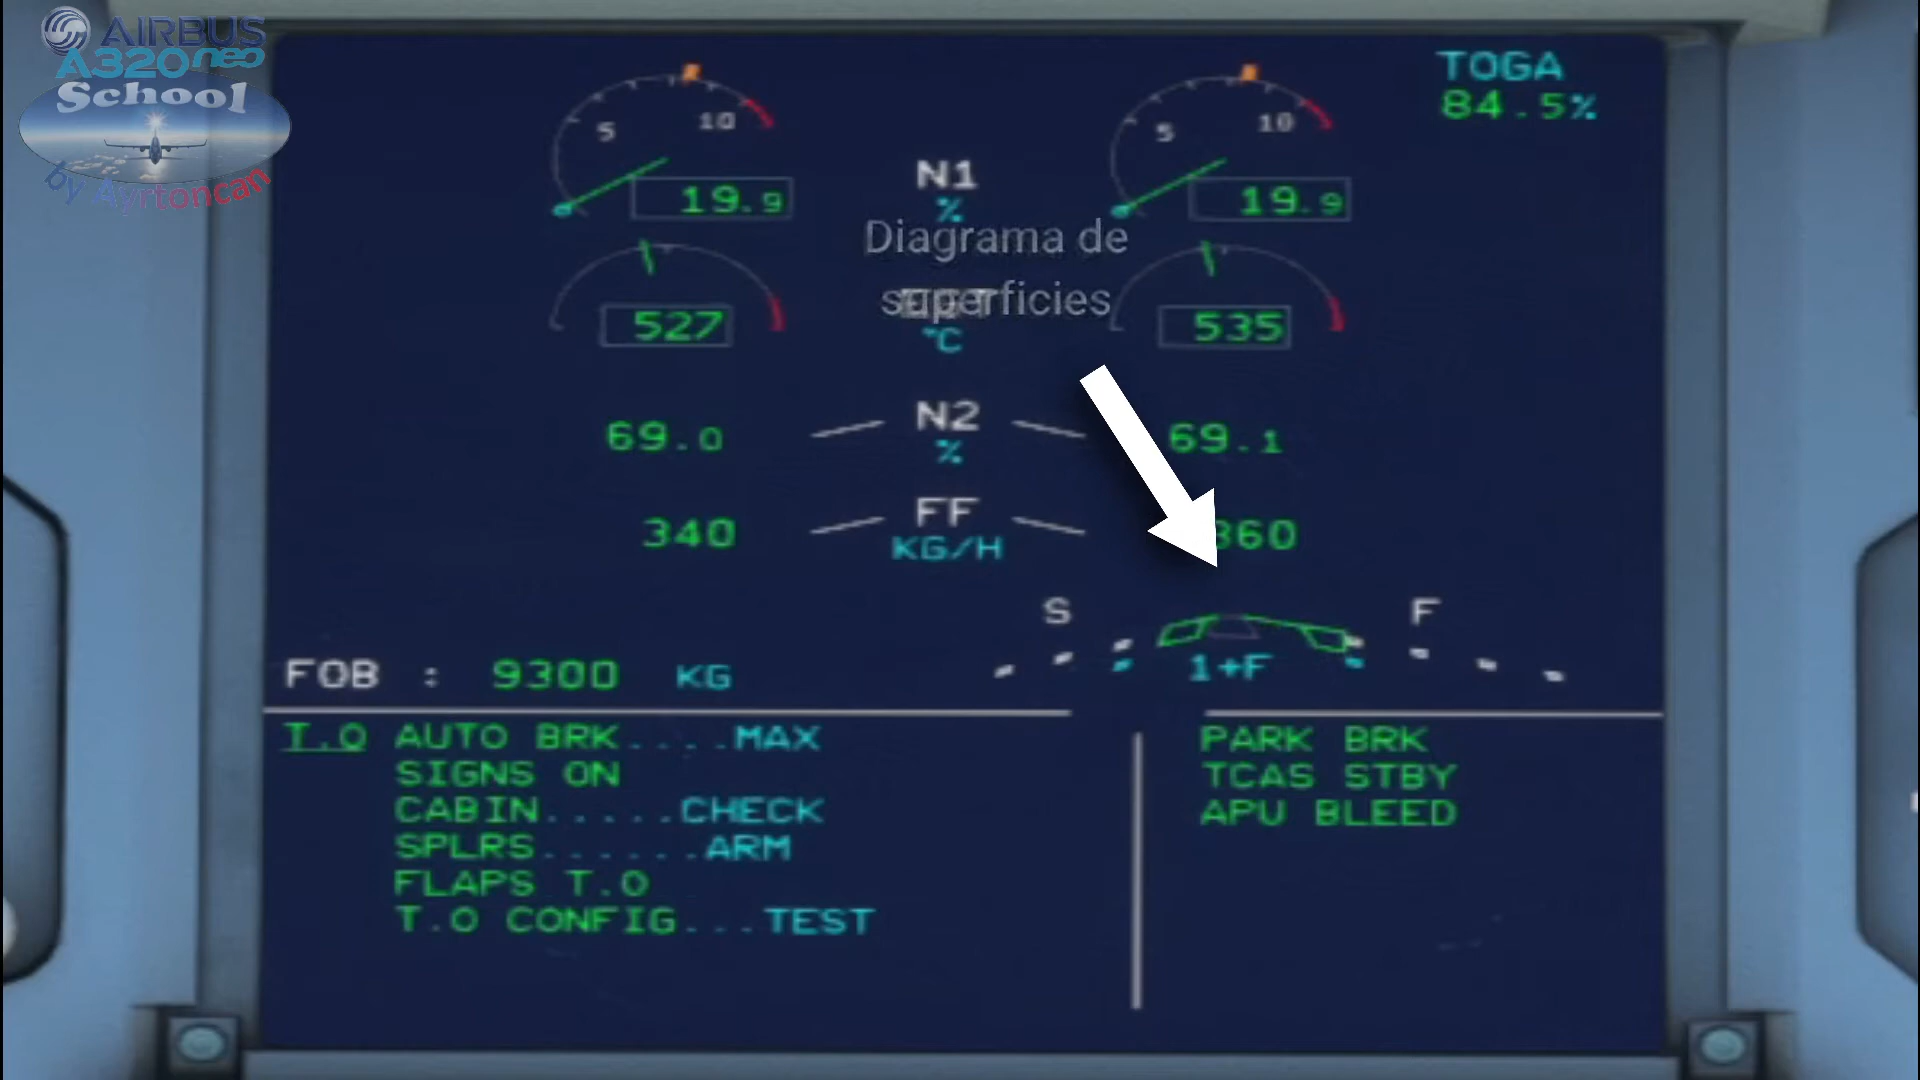 AIRBUS
A320neo
School
by Ayrtoncan
TOGA
84.5%
5 10
5 10
N1
%
19.9
19.9
Diagrama de
superficies
527
535
°C
N2
%
69.0
69.1
FF
KG/H
340
S
F
1+F
FOB : 9300 KG
T.O AUTO BRK....MAX
SIGNS ON
CABIN.....CHECK
SPLRS......ARM
FLAPS T.O
T.O CONFIG...TEST
PARK BRK
TCAS STBY
APU BLEED